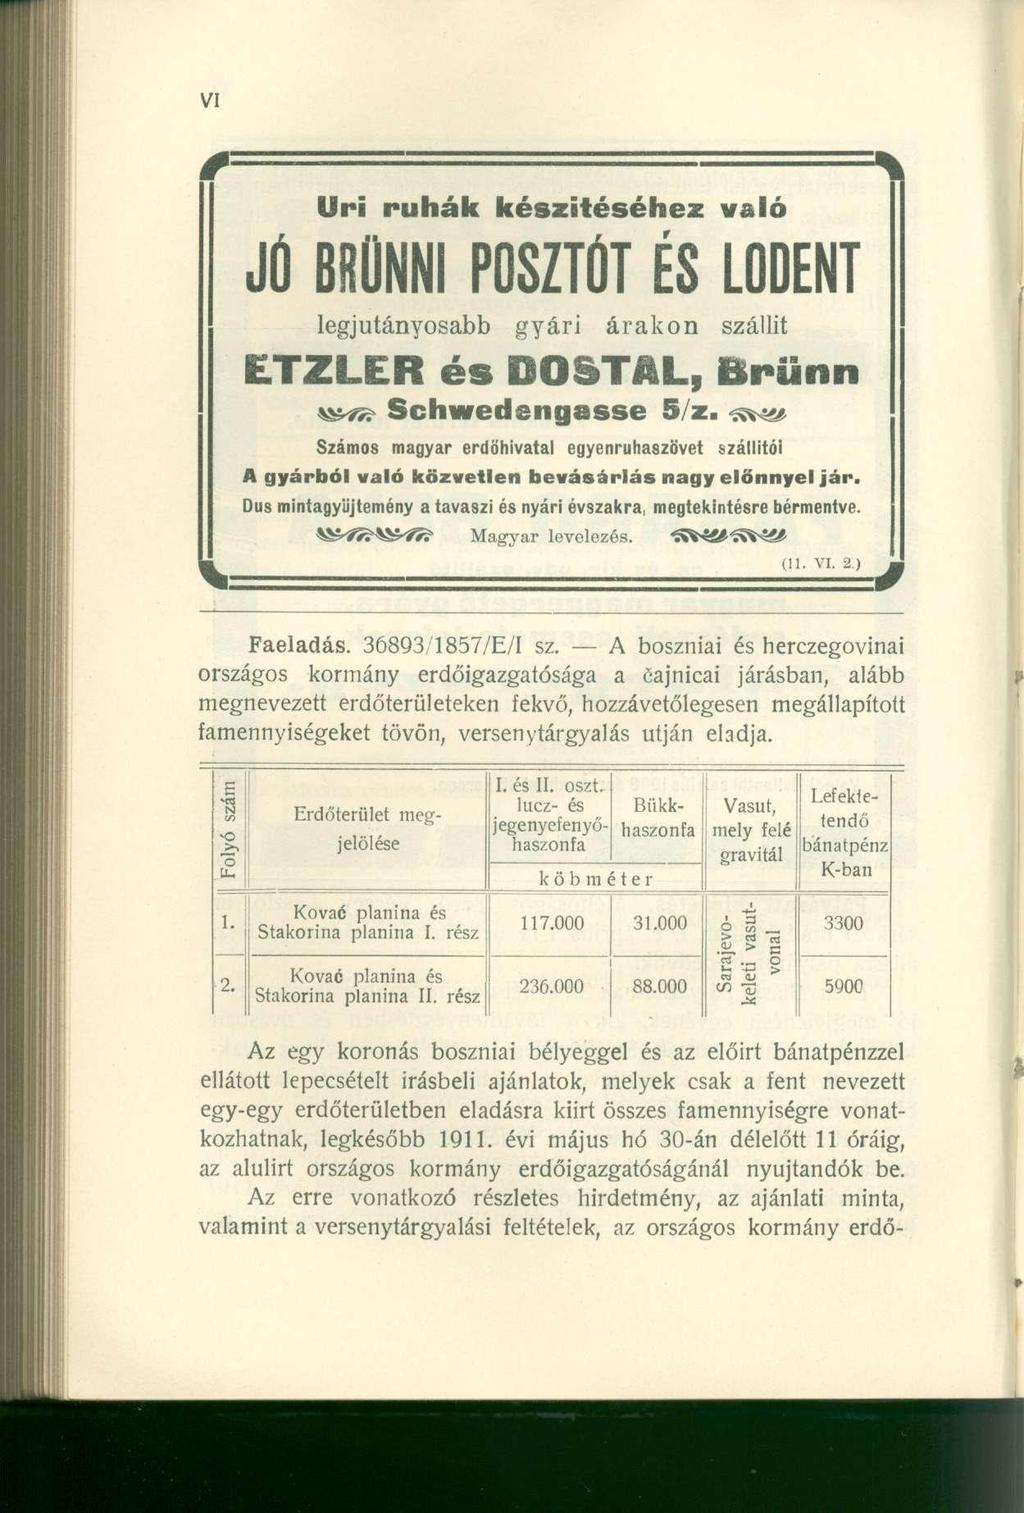 VI
Uri ruhák készitéséhez való
JÓ BRÜNNI POSZTÓT ÉS LODENT
legjutányosabb gyári árakon szállit
ETZLER és DOSTAL, Brünn
Schwedengasse 5/z.
Számos magyar erdőhivatal egyenruhaszövet szállitói
A gyárból való közvetlen bevásárlás nagy előnnyel jár.
Dus mintagyüjtemény a tavaszi és nyári évszakra, megtekintésre bérmentve.
Magyar levelezés.
(11. VI. 2.)
Faeladás. 36893/1857/E/I sz. — A boszniai és herczegovinai
országos kormány erdőigazgatósága a čajnicai járásban, alább
megnevezett erdőterületeken fekvő, hozzávetőlegesen megállapított
famennyiségeket tövön, versenytárgyalás utján eladja.
Folyó szám
Erdőterület meg-
jelölése
I. és II. oszt.
lucz- és
jegenyefenyő-
haszonfa
Bükk-
haszonfa
köbméter
Vasut,
mely felé
gravitál
Lefekte-
tendő
bánatpénz
K-ban
1.
Kovać planina és
Stakorina planina I. rész
117.000
31.000
Sarajevo-
keleti vasut-
vonal
3300
2.
Kovać planina és
Stakorina planina II. rész
236.000
88.000
5900
Az egy koronás boszniai bélyeggel és az előirt bánatpénzzel
ellátott lepecsételt irásbeli ajánlatok, melyek csak a fent nevezett
egy-egy erdőterületben eladásra kiirt összes famennyiségre vonat-
kozhatnak, legkésőbb 1911. évi május hó 30-án délelőtt 11 óráig,
az alulirt országos kormány erdőigazgatóságánál nyujtandók be.
Az erre vonatkozó részletes hirdetmény, az ajánlati minta,
valamint a versenytárgyalási feltételek, az országos kormány erdő-